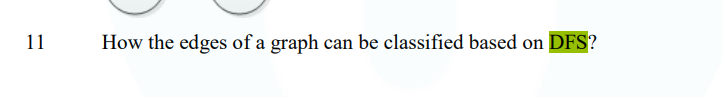 11 How the edges of a graph can be classified based on DFS?